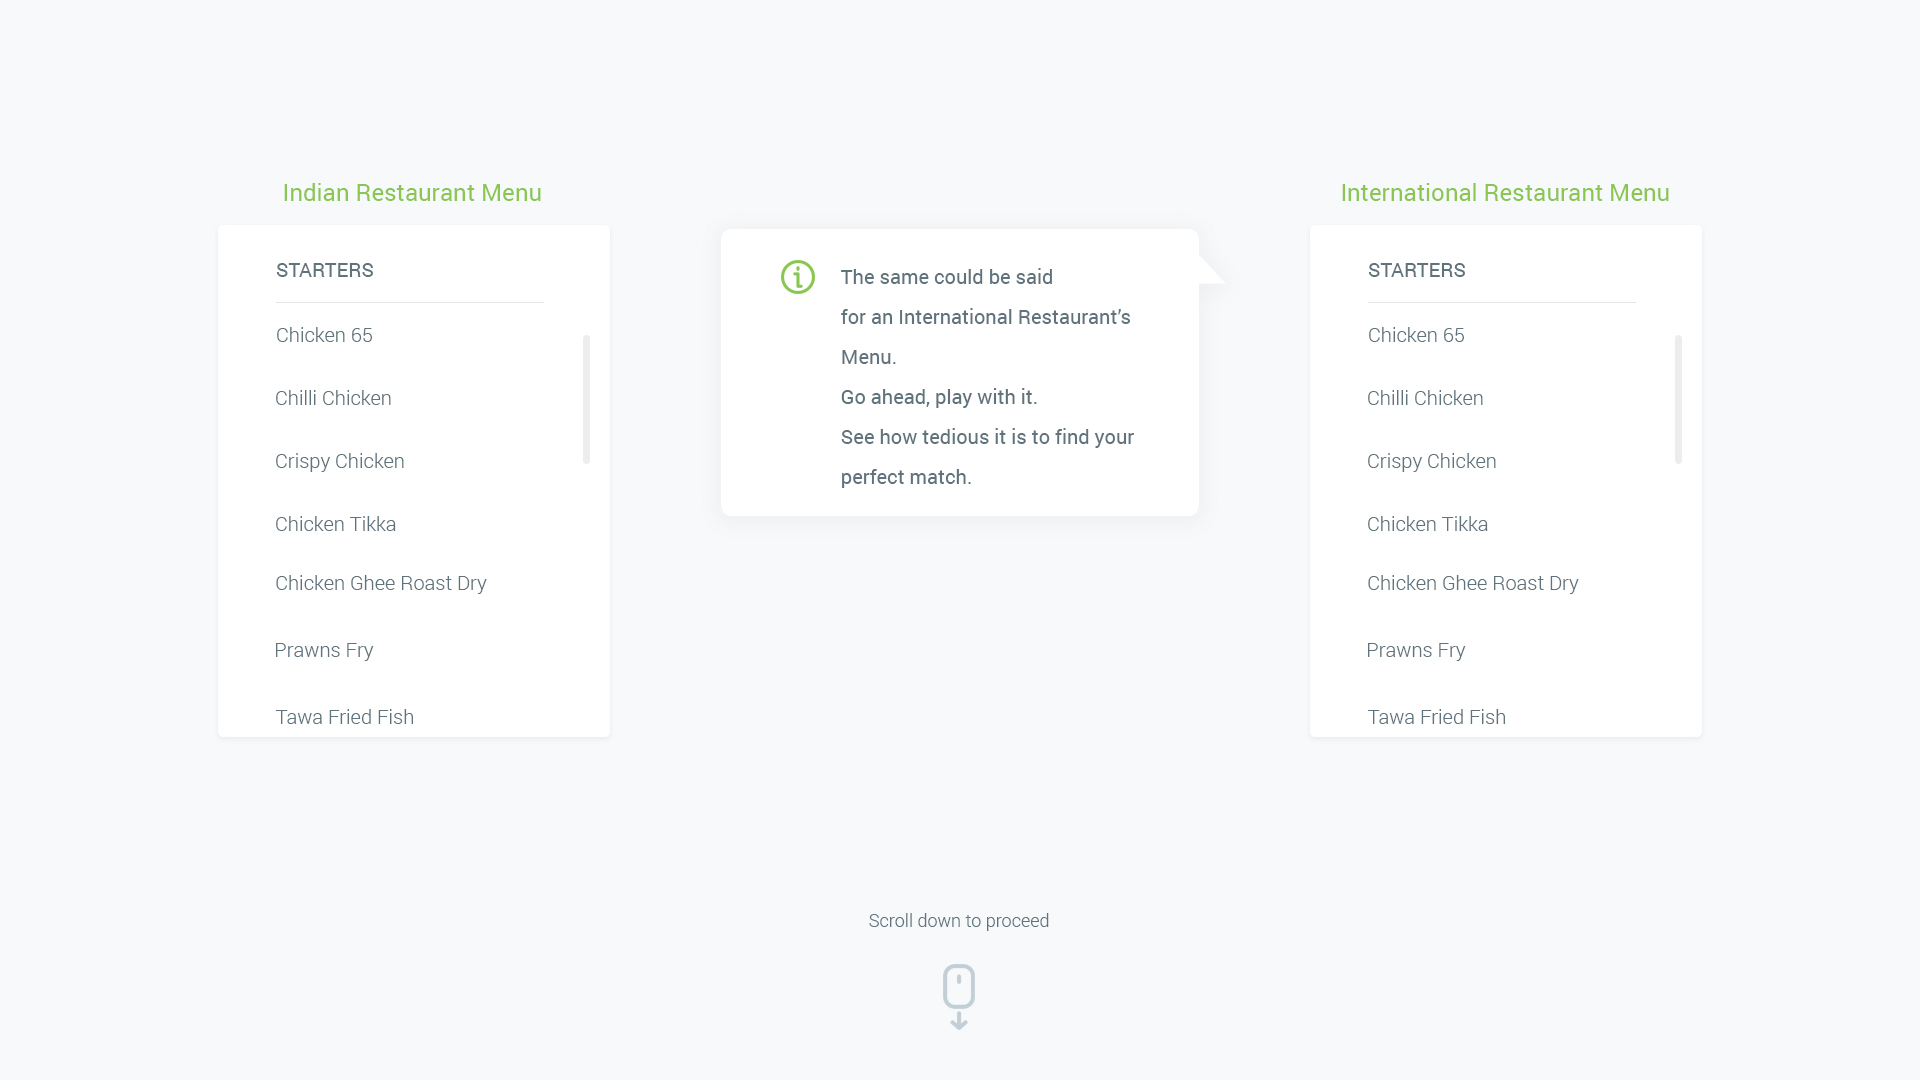 Indian Restaurant Menu
STARTERS
Chicken 65
Chilli Chicken
Crispy Chicken
Chicken Tikka
Chicken Ghee Roast Dry
Prawns Fry
Tawa Fried Fish
The same could be said
for an International Restaurant’s
Menu.
Go ahead, play with it.
See how tedious it is to find your
perfect match.
International Restaurant Menu
STARTERS
Chicken 65
Chilli Chicken
Crispy Chicken
Chicken Tikka
Chicken Ghee Roast Dry
Prawns Fry
Tawa Fried Fish
Scroll down to proceed